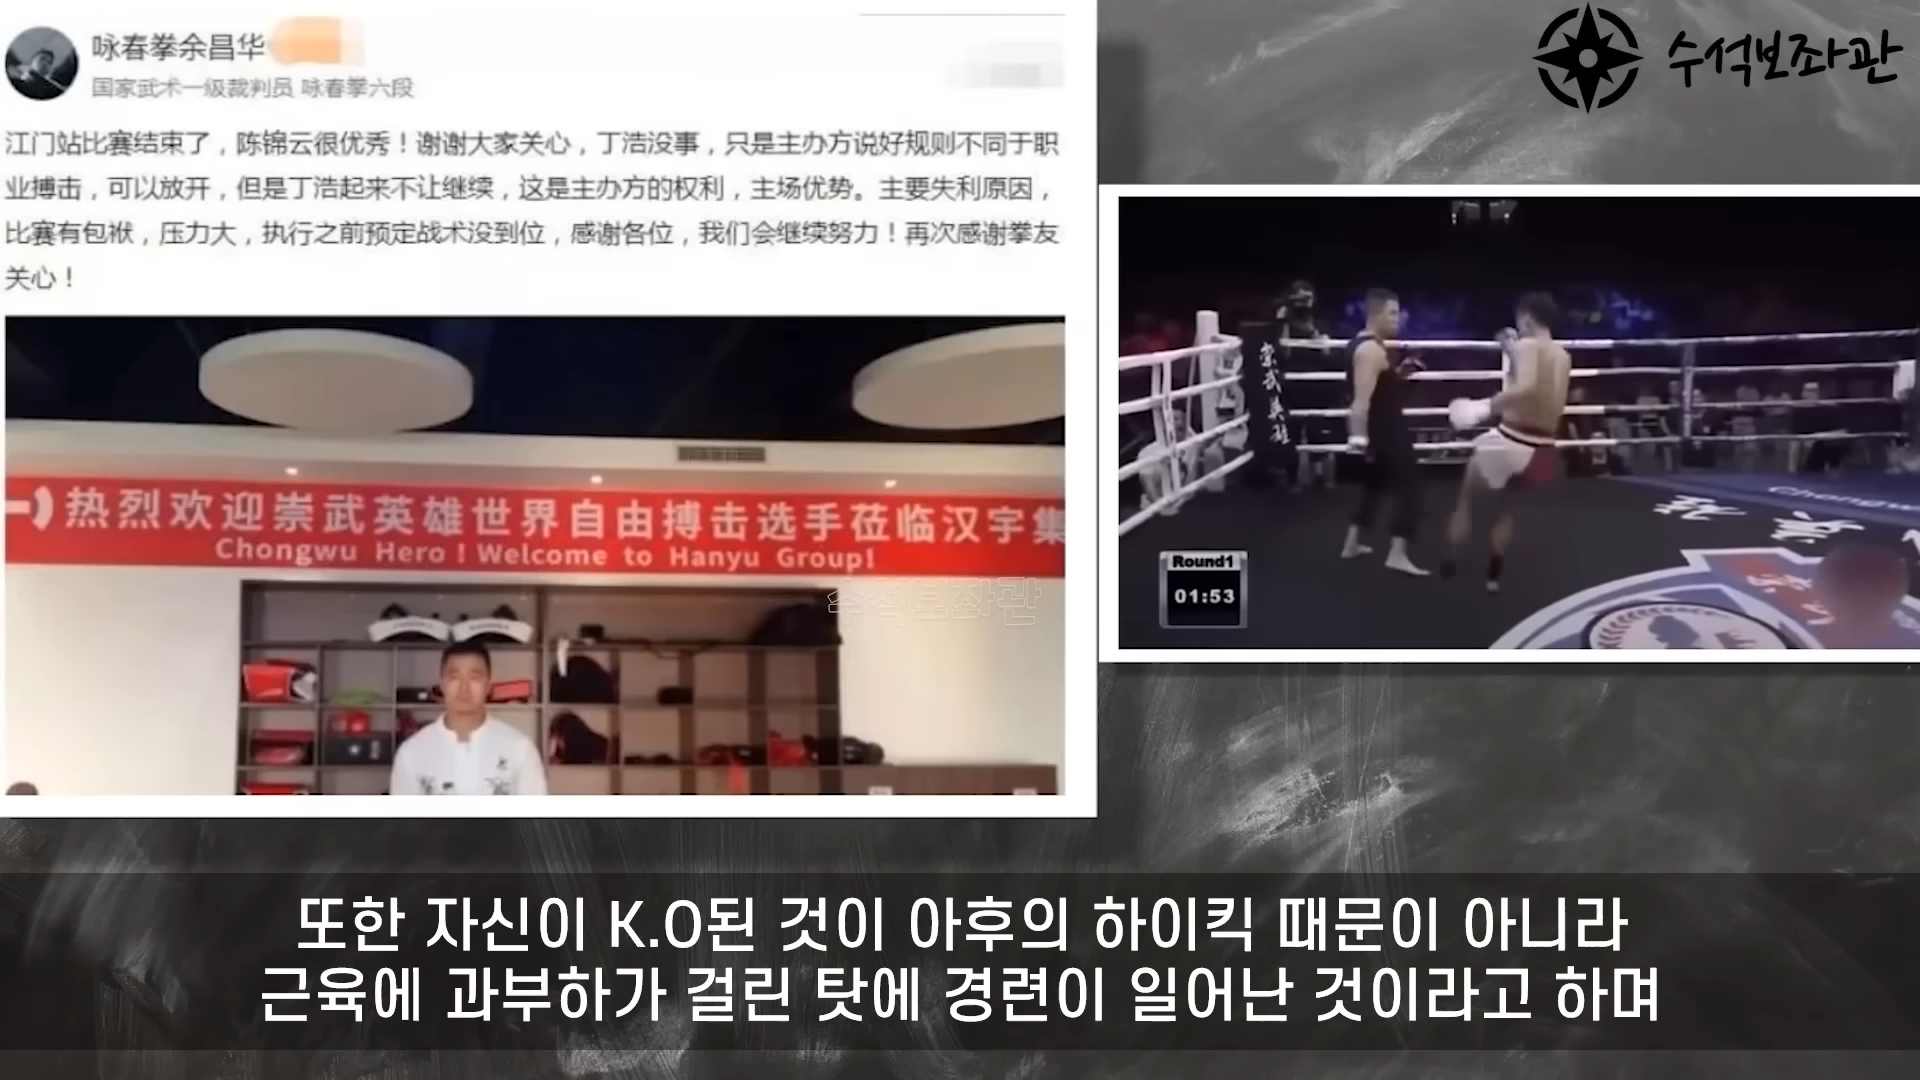 수석보좌관
咏春拳余昌华
国家武术一级裁判员 咏春拳六段
江门站比赛结束了，陈锦云很优秀！谢谢大家关心，丁浩没事，只是主办方说好规则不同于职
业搏击，可以放开，但是丁浩起来不让继续，这是主办方的权利，主场优势。主要失利原因，
比赛有包袱，压力大，执行之前预定战术没到位，感谢各位，我们会继续努力！再次感谢拳友
关心！
热烈欢迎崇武英雄世界自由搏击选手莅临汉宇集
Chongwu Hero! Welcome to Hanyu Group!
수석보좌관
崇武英雄
Round1
01:53
또한 자신이 K.O된 것이 아후의 하이킥 때문이 아니라
근육에 과부하가 걸린 탓에 경련이 일어난 것이라고 하며